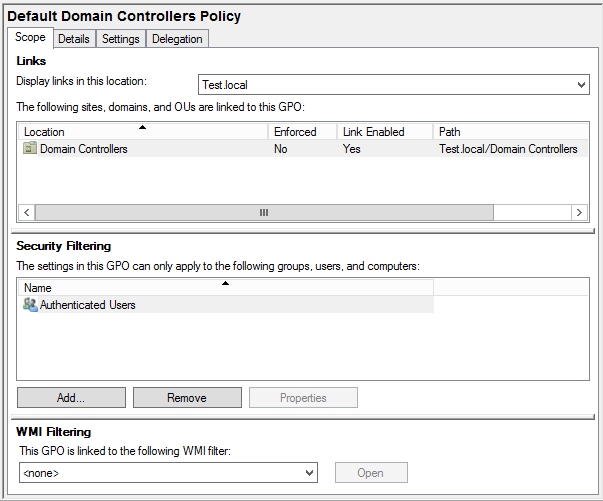 Default Domain Controllers Policy
Scope Details Settings Delegation
Links
Display links in this location: Test.local
The following sites, domains, and OUs are linked to this GPO:
Location Enforced Link Enabled Path
Domain Controllers No Yes Test.local/Domain Controllers
Security Filtering
The settings in this GPO can only apply to the following groups, users, and computers:
Name
Authenticated Users
Add... Remove Properties
WMI Filtering
This GPO is linked to the following WMI filter:
<none> Open